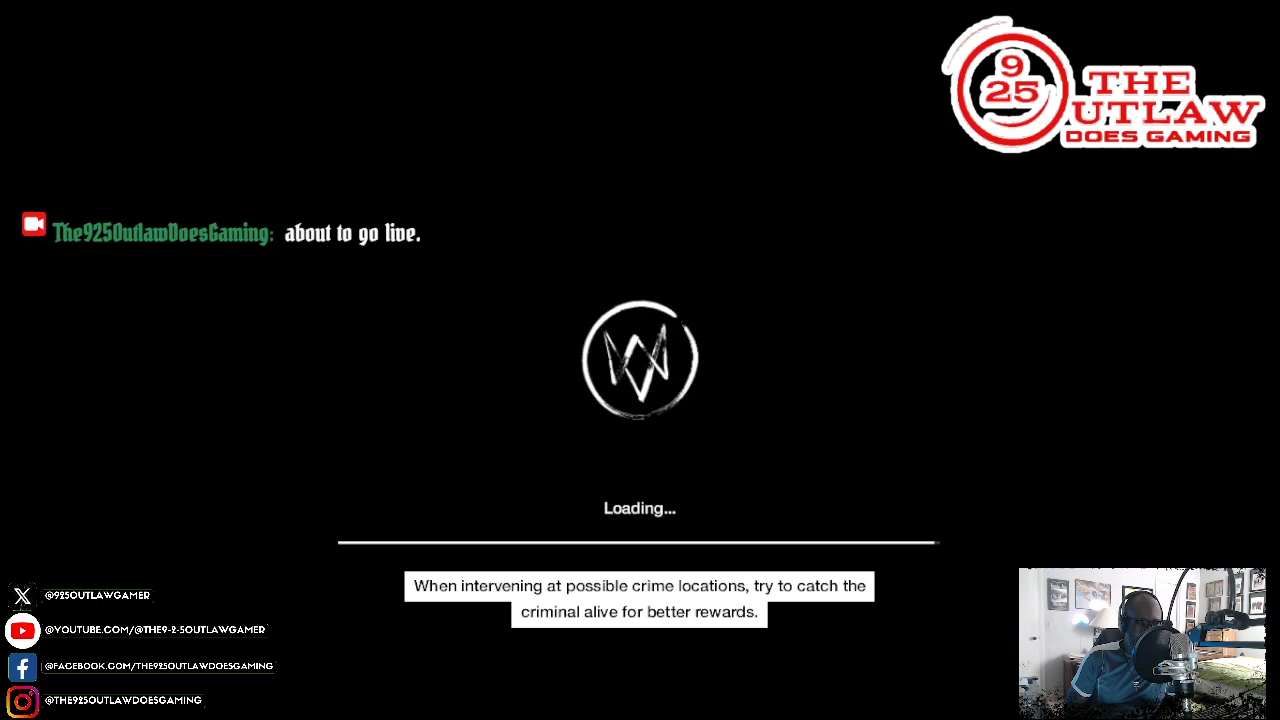 9
25
THE
OUTLAW
DOES GAMING
The925OutlawDoesGaming: about to go live.
Loading...
When intervening at possible crime locations, try to catch the
criminal alive for better rewards.
@925OUTLAWGAMER
@YOUTUBE.COM/@THE9-2-5OUTLAWGAMER
@FACEBOOK.COM/THE925OUTLAWDOESGAMING
@THE925OUTLAWDOESGAMING